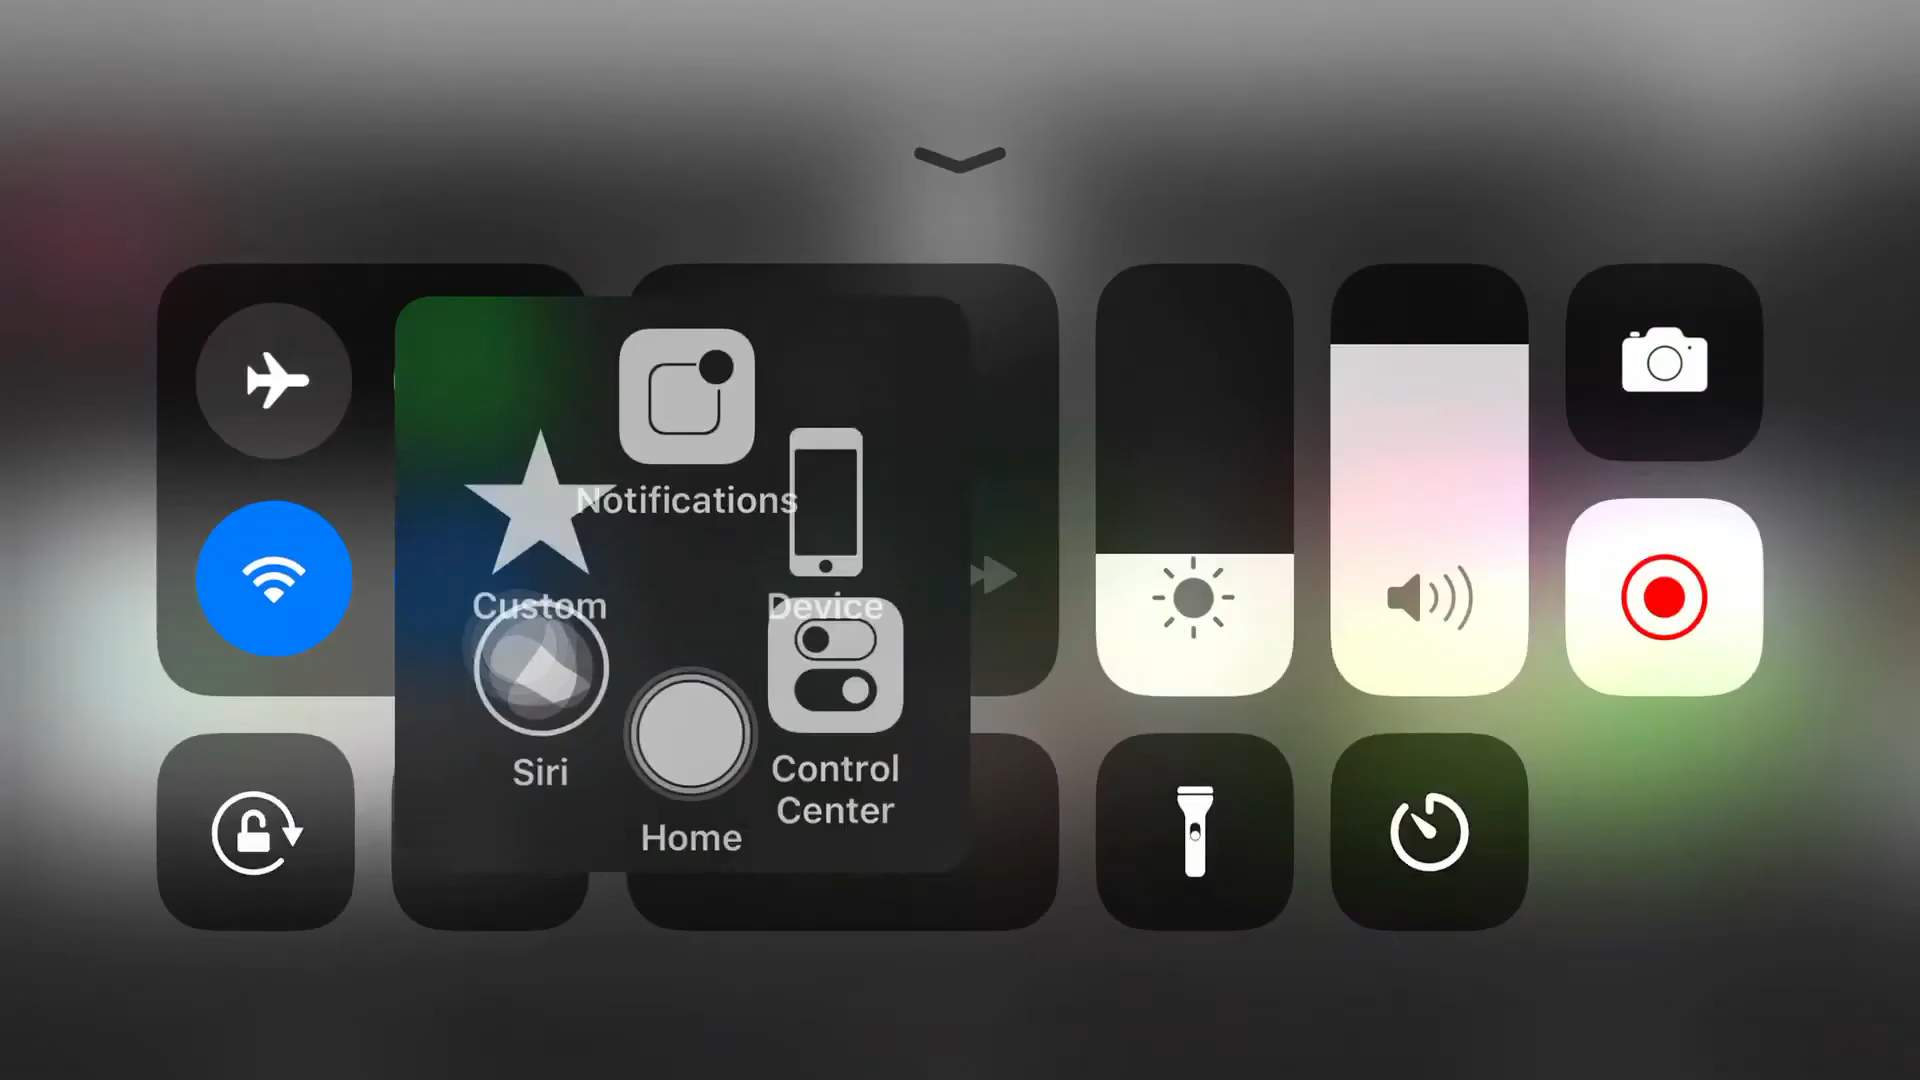 Notifications
Custom
Device
Siri
Control
Center
Home